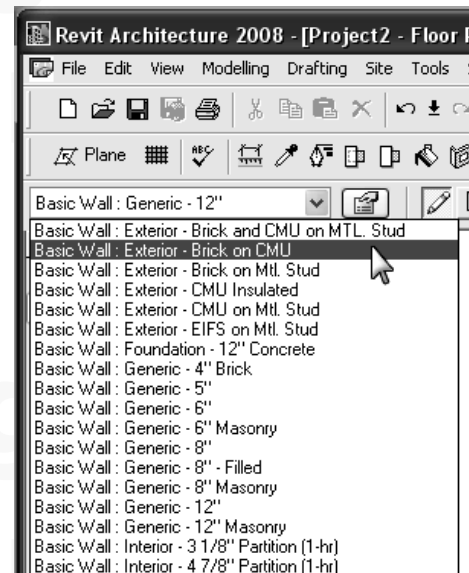 Revit Architecture 2008 - [Project2 - Floor
File Edit View Modelling Drafting Site Tools
Plane ABC
Basic Wall : Generic - 12"
Basic Wall : Exterior - Brick and CMU on MTL. Stud
Basic Wall : Exterior - Brick on CMU
Basic Wall : Exterior - Brick on Mtl. Stud
Basic Wall : Exterior - CMU Insulated
Basic Wall : Exterior - CMU on Mtl. Stud
Basic Wall : Exterior - EIFS on Mtl. Stud
Basic Wall : Foundation - 12" Concrete
Basic Wall : Generic - 4" Brick
Basic Wall : Generic - 5"
Basic Wall : Generic - 6"
Basic Wall : Generic - 6" Masonry
Basic Wall : Generic - 8"
Basic Wall : Generic - 8" - Filled
Basic Wall : Generic - 8" Masonry
Basic Wall : Generic - 12"
Basic Wall : Generic - 12" Masonry
Basic Wall : Interior - 3 1/8" Partition (1-hr)
Basic Wall : Interior - 4 7/8" Partition (1-hr)